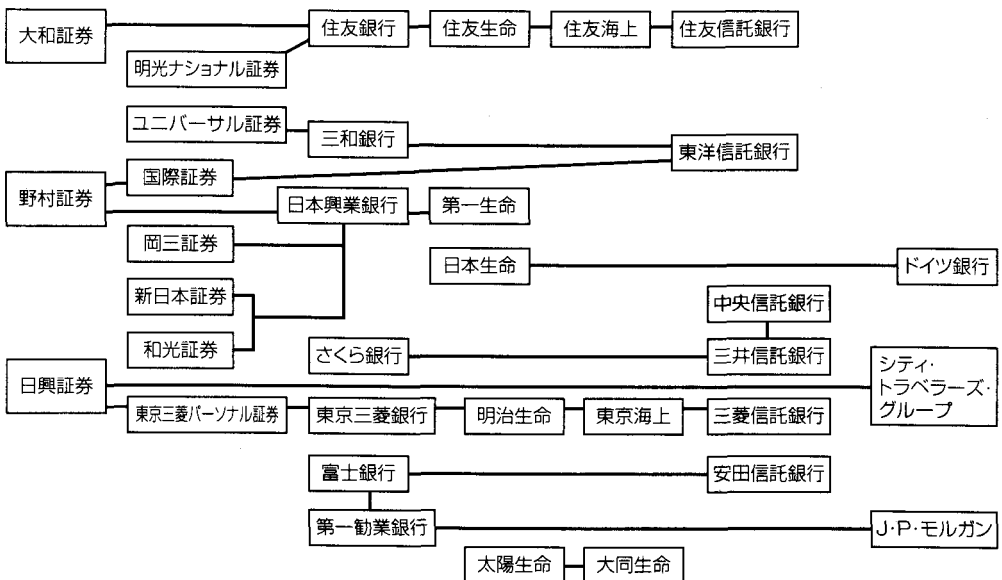 大和証券
住友銀行
住友生命
住友海上
住友信託銀行
明光ナショナル証券
ユニバーサル証券
三和銀行
東洋信託銀行
国際証券
野村証券
日本興業銀行
第一生命
岡三証券
日本生命
ドイツ銀行
新日本証券
中央信託銀行
和光証券
さくら銀行
三井信託銀行
日興証券
シティ・
トラベラーズ・
グループ
東京三菱パーソナル証券
東京三菱銀行
明治生命
東京海上
三菱信託銀行
富士銀行
安田信託銀行
第一勧業銀行
J・P・モルガン
太陽生命
大同生命